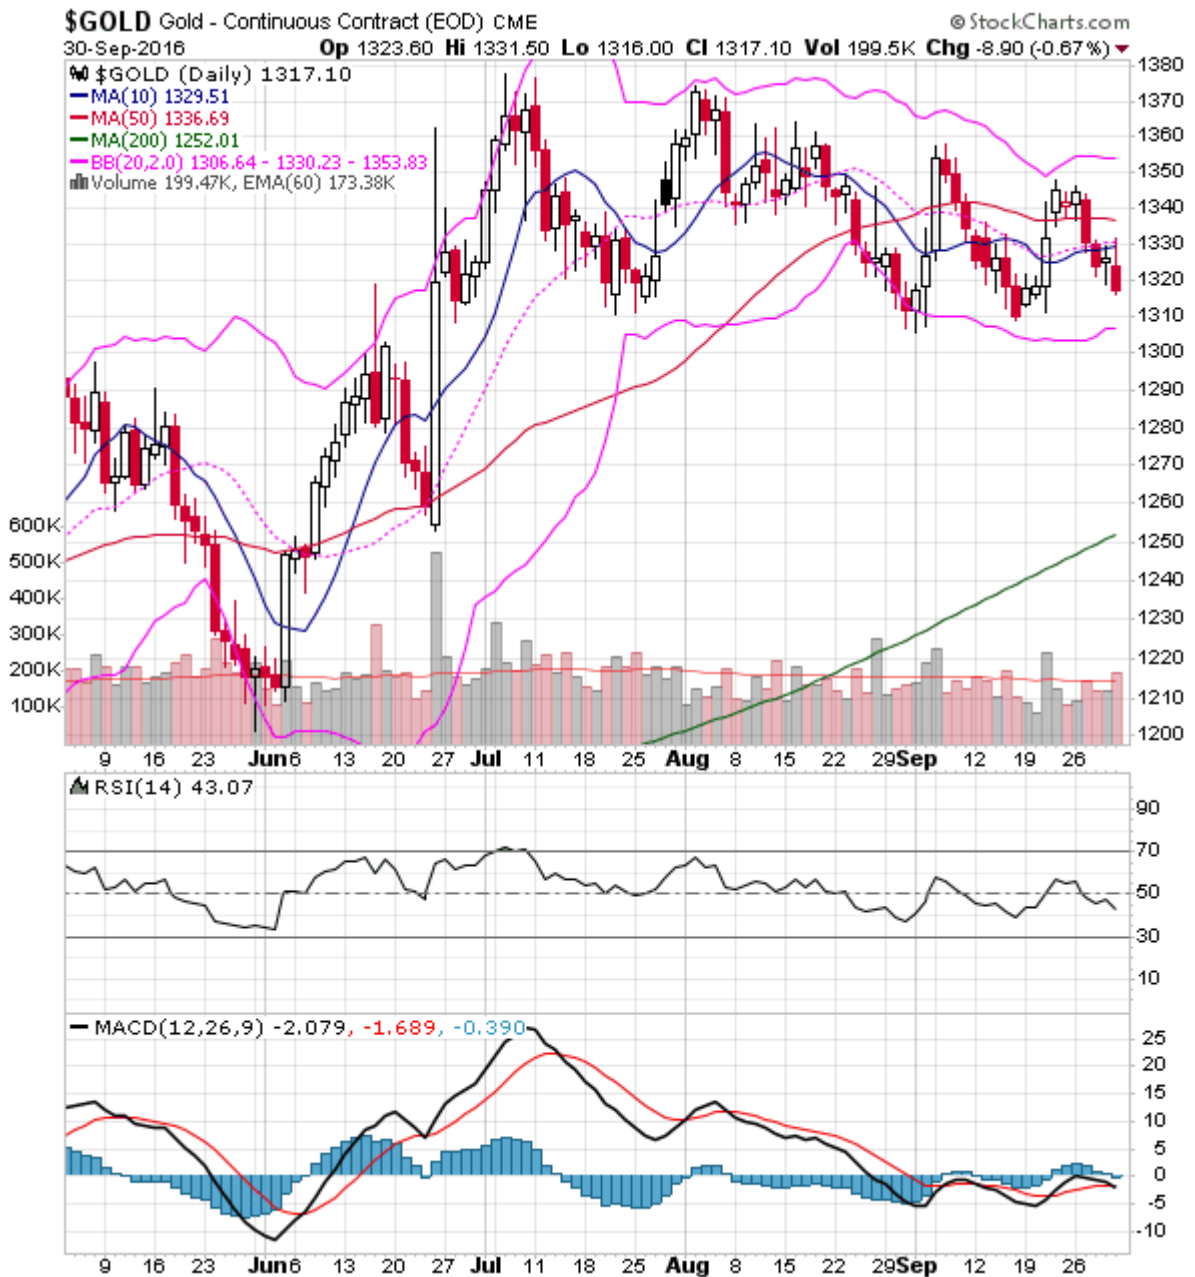 $GOLD Gold - Continuous Contract (EOD) CME © StockCharts.com
30-Sep-2016 Op 1323.60 Hi 1331.50 Lo 1316.00 Cl 1317.10 Vol 199.5K Chg -8.90 (-0.67%)
$GOLD (Daily) 1317.10
MA(10) 1329.51
MA(50) 1336.69
MA(200) 1252.01
BB(20,2.0) 1306.64 - 1330.23 - 1353.83
Volume 199.47K, EMA(60) 173.38K
1380
1370
1360
1350
1340
1330
1320
1310
1300
1290
1280
1270
1260
1250
1240
1230
1220
1210
1200
600K
500K
400K
300K
200K
100K
9 16 23 Jun 6 13 20 27 Jul 11 18 25 Aug 8 15 22 29 Sep 12 19 26
RSI(14) 43.07
90
70
50
30
10
MACD(12,26,9) -2.079, -1.689, -0.390
25
20
15
10
5
0
-5
-10
9 16 23 Jun 6 13 20 27 Jul 11 18 25 Aug 8 15 22 29 Sep 12 19 26